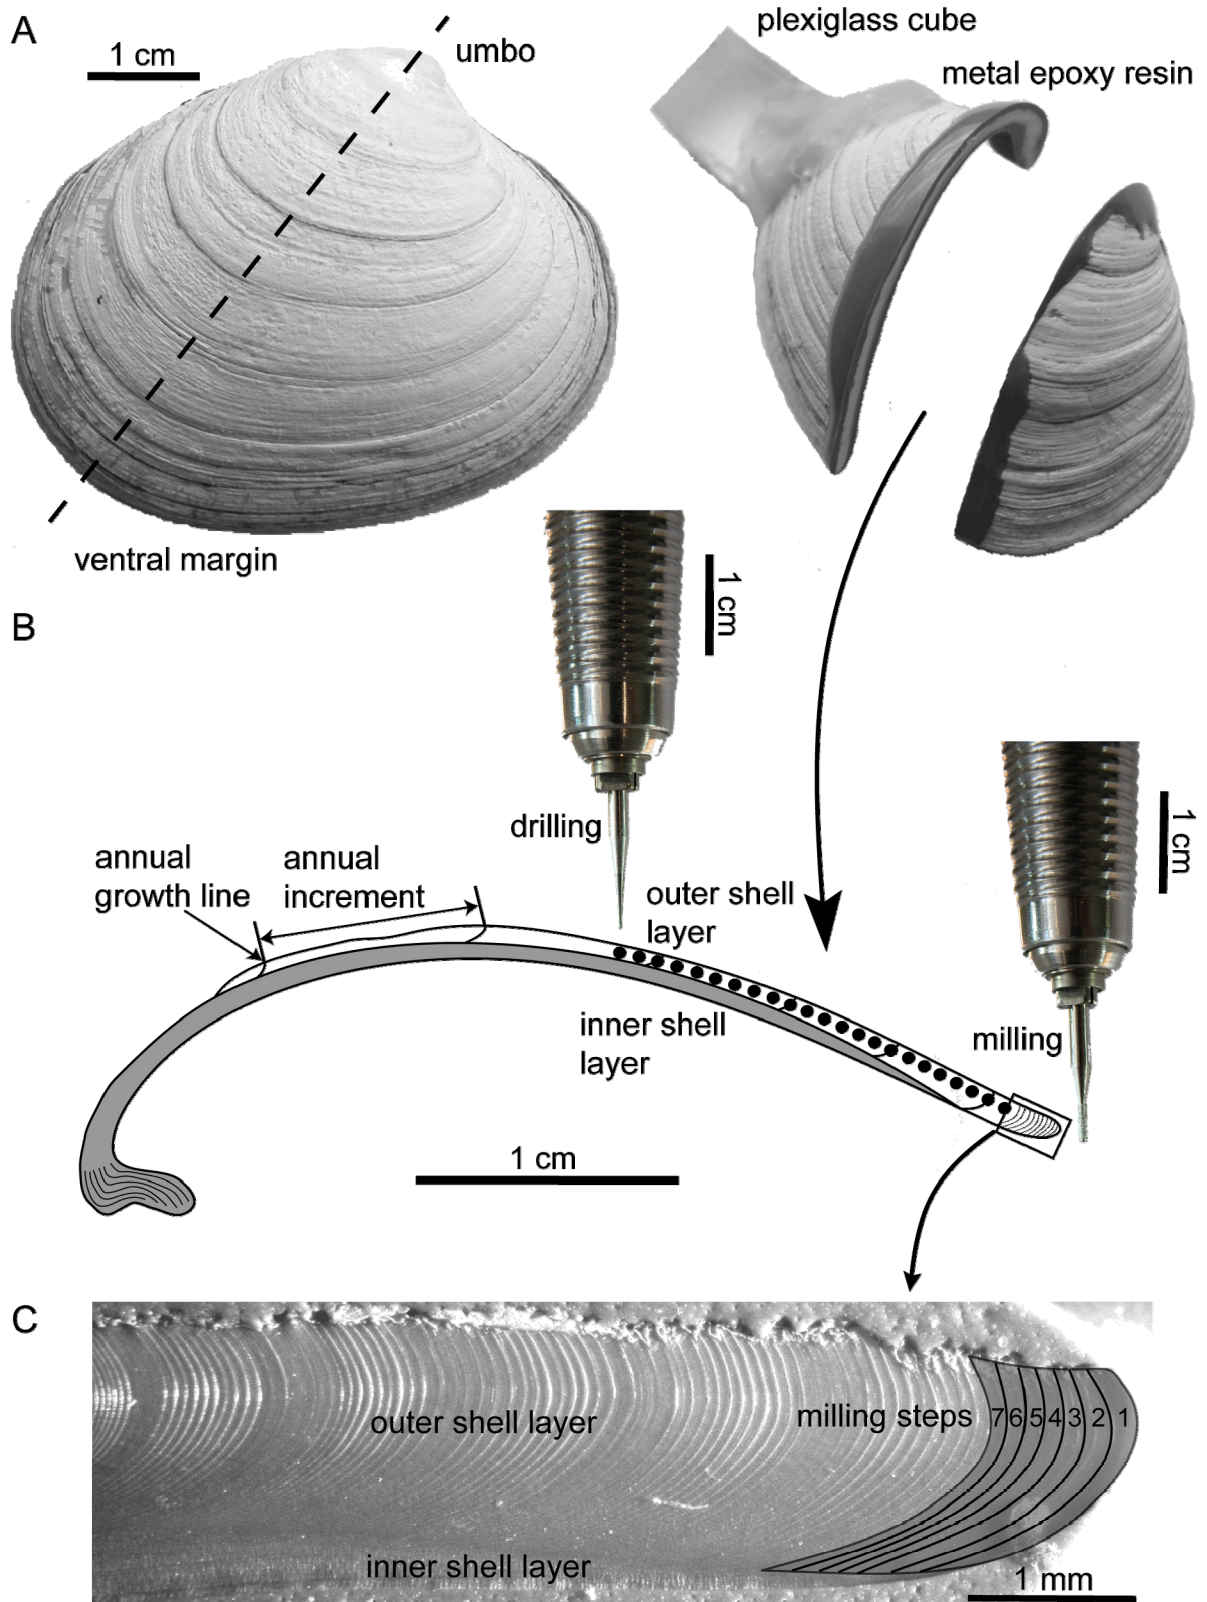 A
1 cm
umbo
plexiglass cube
metal epoxy resin
ventral margin
B
1 cm
drilling
annual
growth line
annual
increment
outer shell
layer
inner shell
layer
1 cm
milling
1 cm
C
outer shell layer
milling steps
7 6 5 4 3 2 1
inner shell layer
1 mm